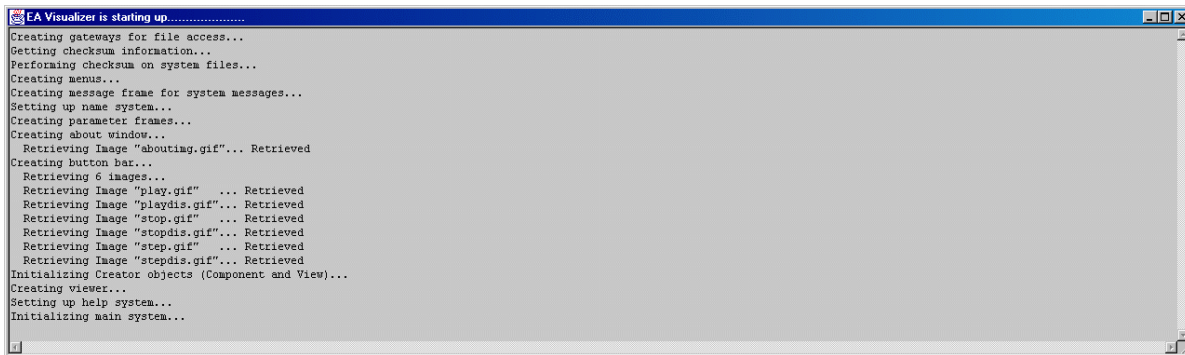 EA Visualizer is starting up.....................
Creating gateways for file access...
Getting checksum information...
Performing checksum on system files...
Creating menus...
Creating message frame for system messages...
Setting up name system...
Creating parameter frames...
Creating about window...
  Retrieving Image "aboutimg.gif"... Retrieved
Creating button bar...
  Retrieving 6 images...
  Retrieving Image "play.gif"   ... Retrieved
  Retrieving Image "playdis.gif"... Retrieved
  Retrieving Image "stop.gif"   ... Retrieved
  Retrieving Image "stopdis.gif"... Retrieved
  Retrieving Image "step.gif"   ... Retrieved
  Retrieving Image "stepdis.gif"... Retrieved
Initializing Creator objects (Component and View)...
Creating viewer...
Setting up help system...
Initializing main system...